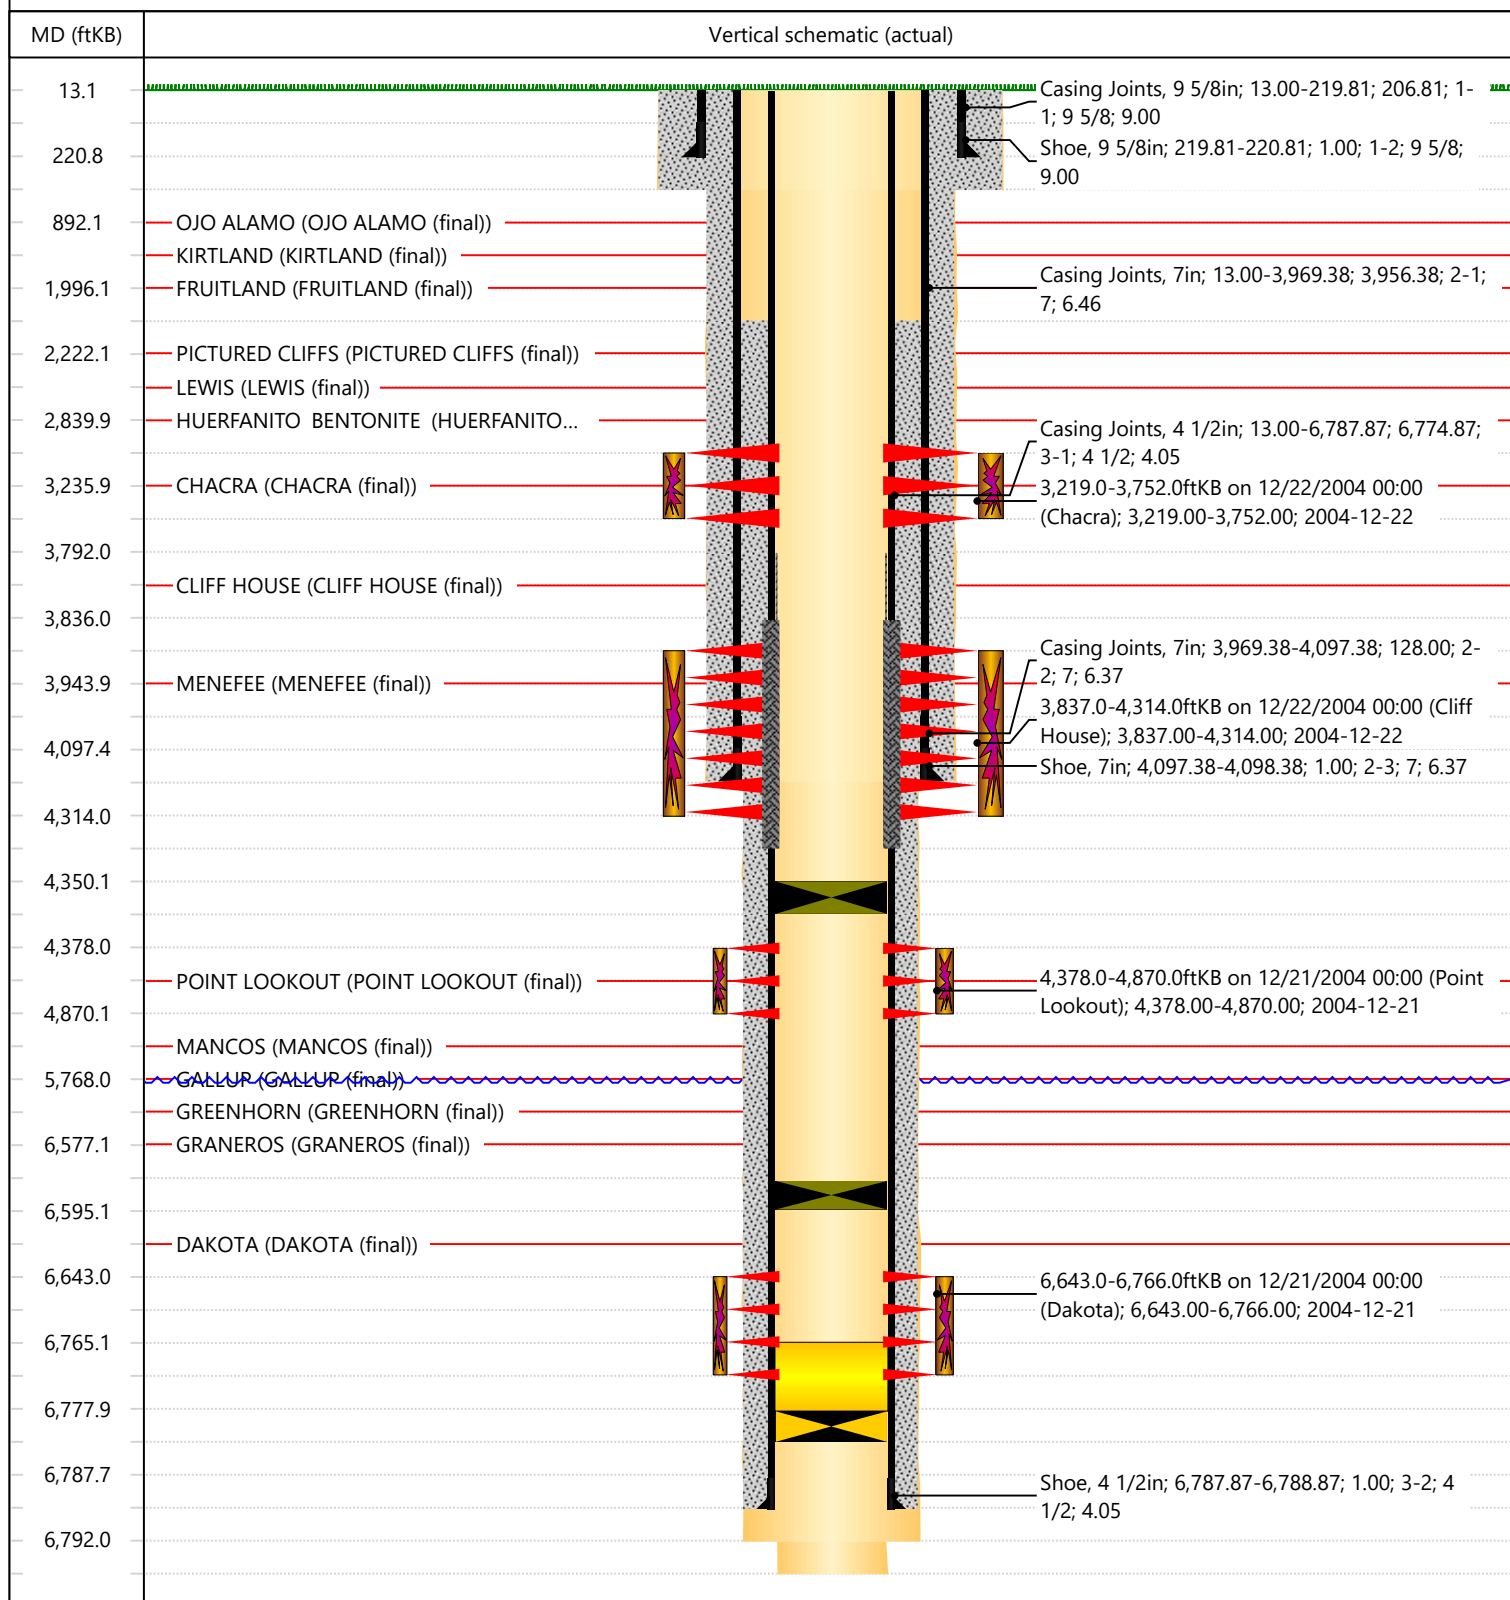 MD (ftKB)
Vertical schematic (actual)
13.1
Casing Joints, 9 5/8in; 13.00-219.81; 206.81; 1-
1; 9 5/8; 9.00
220.8
Shoe, 9 5/8in; 219.81-220.81; 1.00; 1-2; 9 5/8;
9.00
892.1
OJO ALAMO (OJO ALAMO (final))
KIRTLAND (KIRTLAND (final))
1,996.1
FRUITLAND (FRUITLAND (final))
Casing Joints, 7in; 13.00-3,969.38; 3,956.38; 2-1;
7; 6.46
2,222.1
PICTURED CLIFFS (PICTURED CLIFFS (final))
LEWIS (LEWIS (final))
2,839.9
HUERFANITO BENTONITE (HUERFANITO...
Casing Joints, 4 1/2in; 13.00-6,787.87; 6,774.87;
3-1; 4 1/2; 4.05
3,235.9
CHACRA (CHACRA (final))
3,219.0-3,752.0ftKB on 12/22/2004 00:00
(Chacra); 3,219.00-3,752.00; 2004-12-22
3,792.0
CLIFF HOUSE (CLIFF HOUSE (final))
3,836.0
Casing Joints, 7in; 3,969.38-4,097.38; 128.00; 2-
2; 7; 6.37
3,943.9
MENEFEE (MENEFEE (final))
3,837.0-4,314.0ftKB on 12/22/2004 00:00 (Cliff
House); 3,837.00-4,314.00; 2004-12-22
4,097.4
Shoe, 7in; 4,097.38-4,098.38; 1.00; 2-3; 7; 6.37
4,314.0
4,350.1
4,378.0
POINT LOOKOUT (POINT LOOKOUT (final))
4,378.0-4,870.0ftKB on 12/21/2004 00:00 (Point
Lookout); 4,378.00-4,870.00; 2004-12-21
4,870.1
MANCOS (MANCOS (final))
5,768.0
GALLUP (GALLUP (final))
GREENHORN (GREENHORN (final))
6,577.1
GRANEROS (GRANEROS (final))
6,595.1
DAKOTA (DAKOTA (final))
6,643.0
6,643.0-6,766.0ftKB on 12/21/2004 00:00
(Dakota); 6,643.00-6,766.00; 2004-12-21
6,765.1
6,777.9
6,787.7
Shoe, 4 1/2in; 6,787.87-6,788.87; 1.00; 3-2; 4
1/2; 4.05
6,792.0